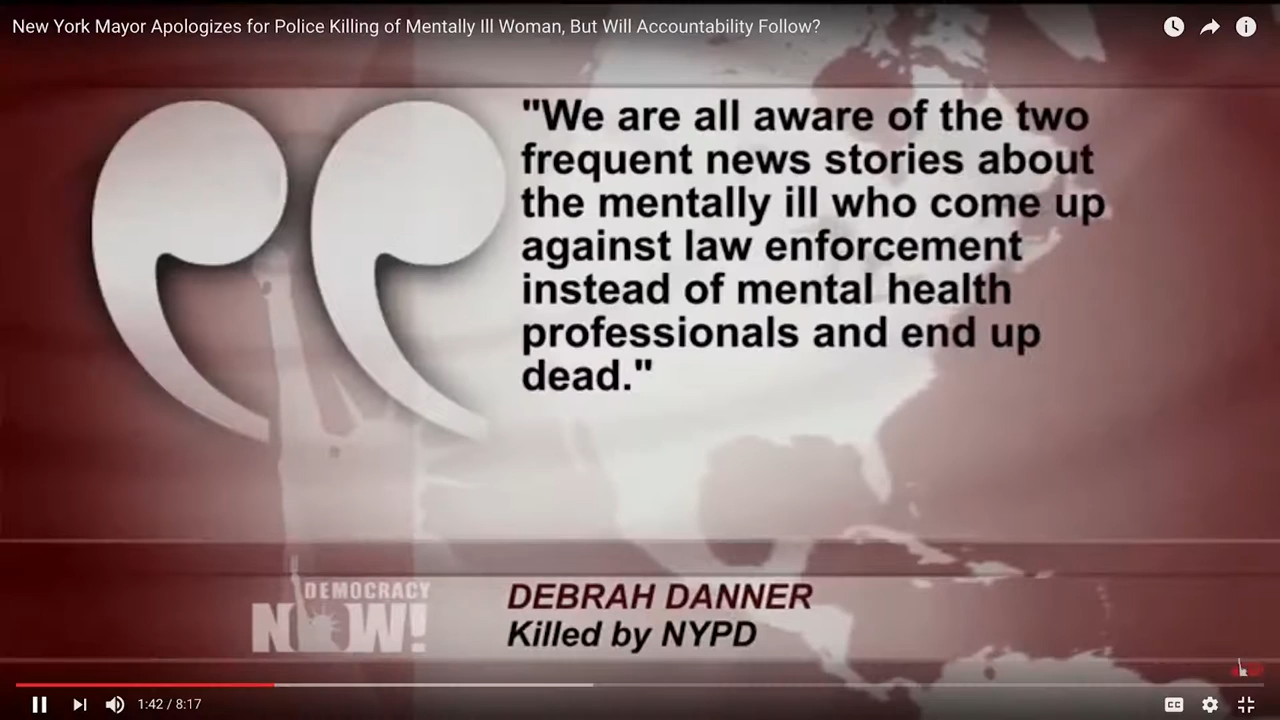 New York Mayor Apologizes for Police Killing of Mentally Ill Woman, But Will Accountability Follow?
"We are all aware of the two
frequent news stories about
the mentally ill who come up
against law enforcement
instead of mental health
professionals and end up
dead."
DEMOCRACY
NOW!
DEBRAH DANNER
Killed by NYPD
1:42 / 8:17
CC